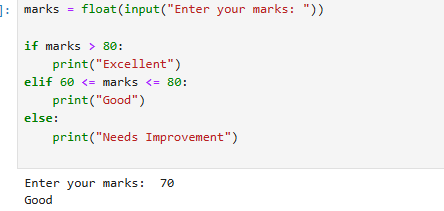 ]: marks = float(input("Enter your marks: "))
if marks > 80:
    print("Excellent")
elif 60 <= marks <= 80:
    print("Good")
else:
    print("Needs Improvement")
Enter your marks:  70
Good